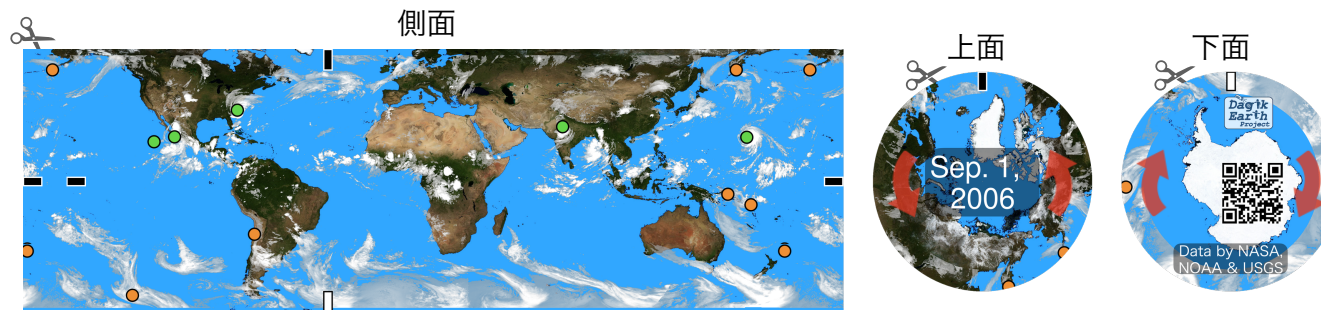 側面
上面
下面
Sep. 1,
2006
Dagik
Earth
Project
Data by NASA,
NOAA & USGS